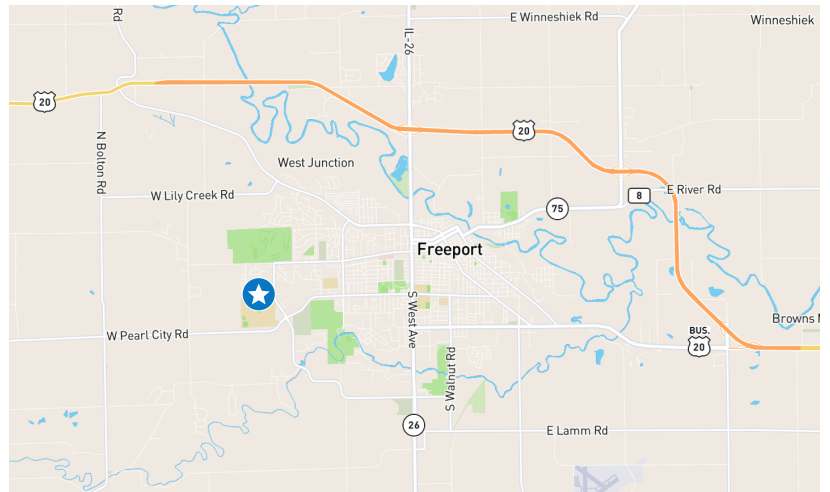 Rd
E Winneshiek Rd
Winneshiek
IL-26
20
20
N Bolton Rd
West Junction
W Lily Creek Rd
75
8
E River Rd
Freeport
S West Ave
W Pearl City Rd
BUS.
20
Browns M
S Walnut Rd
26
E Lamm Rd